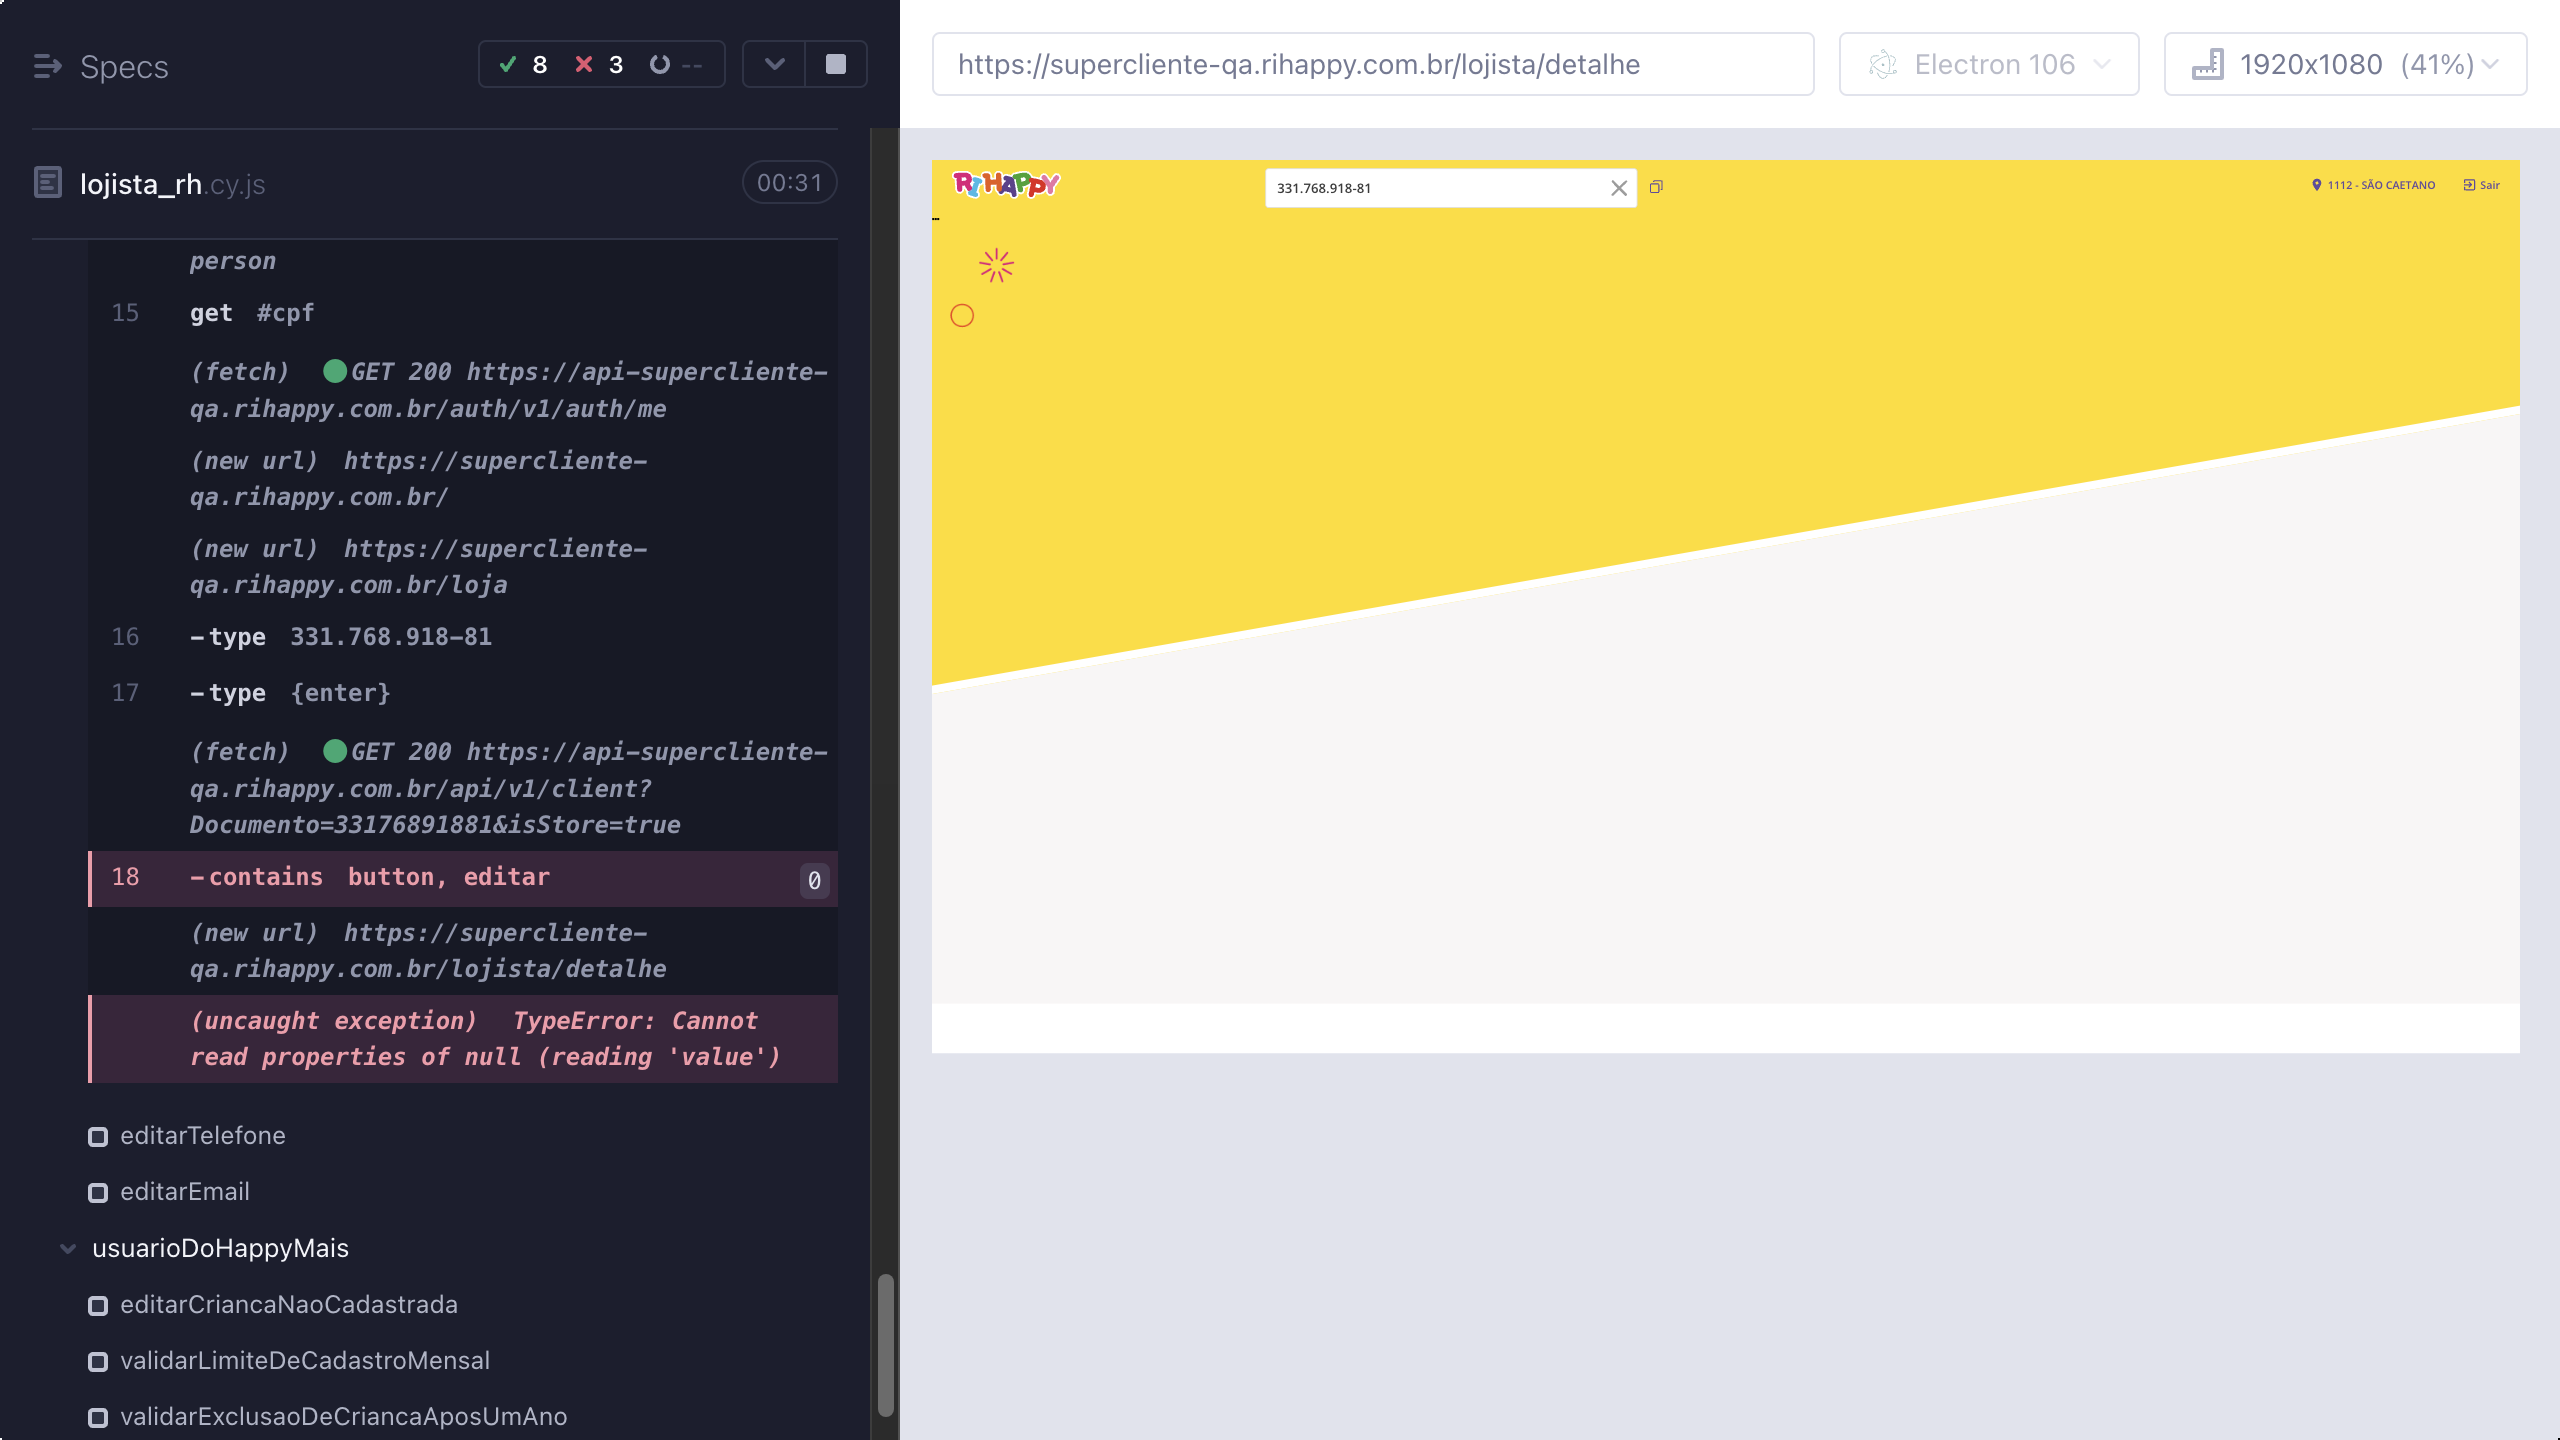 Specs
8 3 --
lojista_rh.cy.js
00:31
person
15 get #cpf
(fetch) GET 200 https://api-supercliente-
qa.rihappy.com.br/auth/v1/auth/me
(new url) https://supercliente-
qa.rihappy.com.br/
(new url) https://supercliente-
qa.rihappy.com.br/loja
16 -type 331.768.918-81
17 -type {enter}
(fetch) GET 200 https://api-supercliente-
qa.rihappy.com.br/api/v1/client?
Documento=33176891881&isStore=true
18 -contains button, editar 0
(new url) https://supercliente-
qa.rihappy.com.br/lojista/detalhe
(uncaught exception) TypeError: Cannot
read properties of null (reading 'value')
editarTelefone
editarEmail
usuarioDoHappyMais
editarCriancaNaoCadastrada
validarLimiteDeCadastroMensal
validarExclusaoDeCriancaAposUmAno
https://supercliente-qa.rihappy.com.br/lojista/detalhe
Electron 106
1920x1080 (41%)
RIHAPPY
331.768.918-81
1112 - SÃO CAETANO
Sair